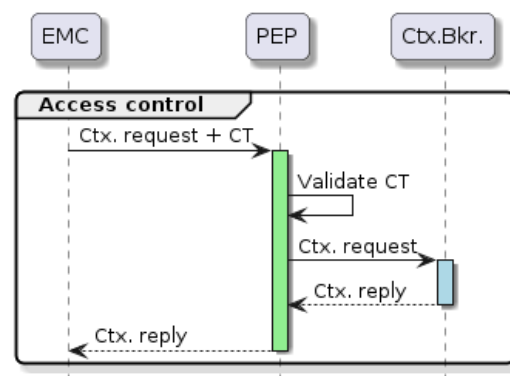 EMC
PEP
Ctx.Bkr.
Access control
Ctx. request + CT
Validate CT
Ctx. request
Ctx. reply
Ctx. reply